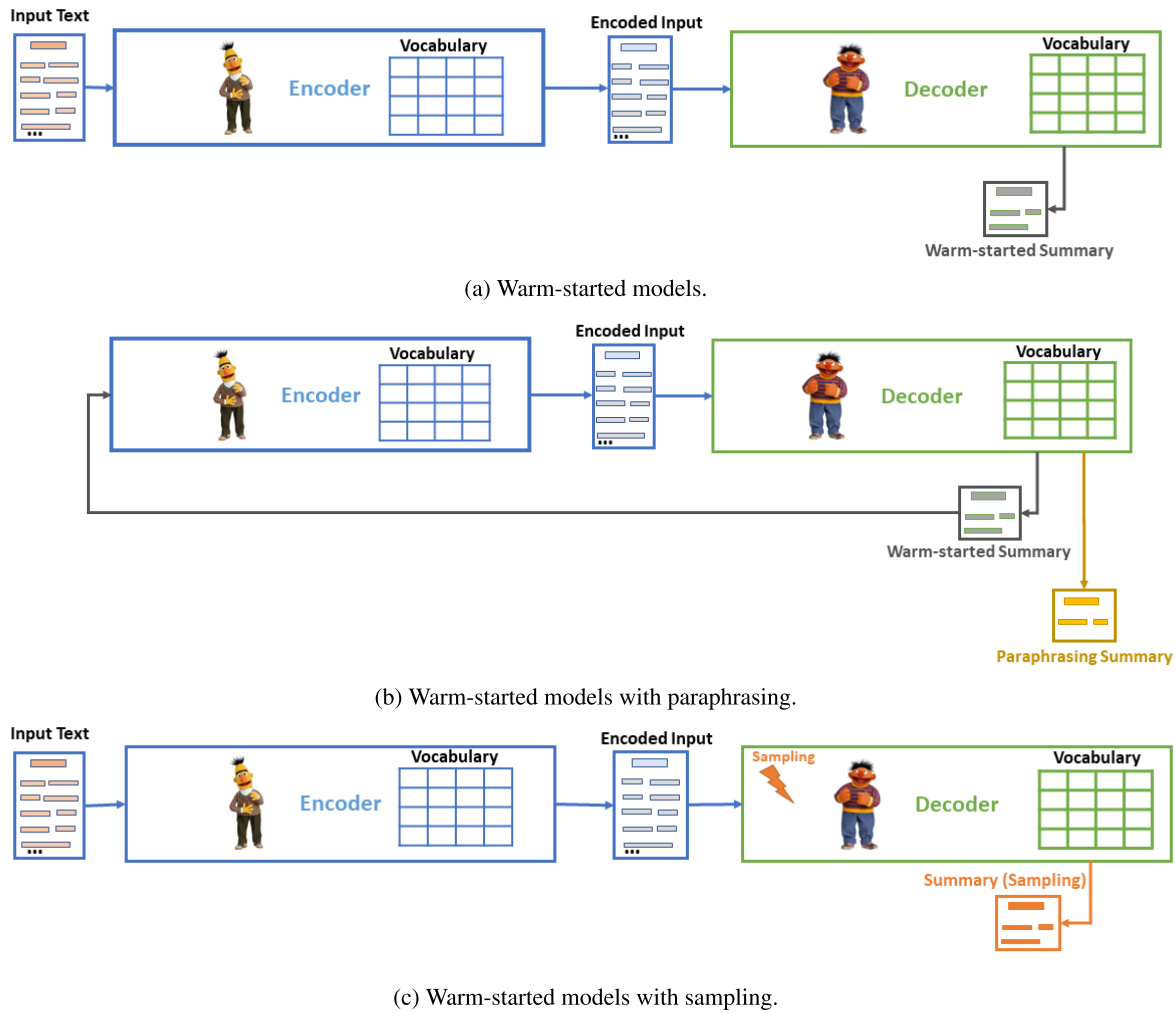 Input Text
Encoded Input
Vocabulary
Vocabulary
Encoder
Decoder
Warm-started Summary
(a) Warm-started models.
Encoded Input
Vocabulary
Vocabulary
Encoder
Decoder
Warm-started Summary
Paraphrasing Summary
(b) Warm-started models with paraphrasing.
Input Text
Encoded Input
Vocabulary
Sampling
Vocabulary
Encoder
Decoder
Summary (Sampling)
(c) Warm-started models with sampling.